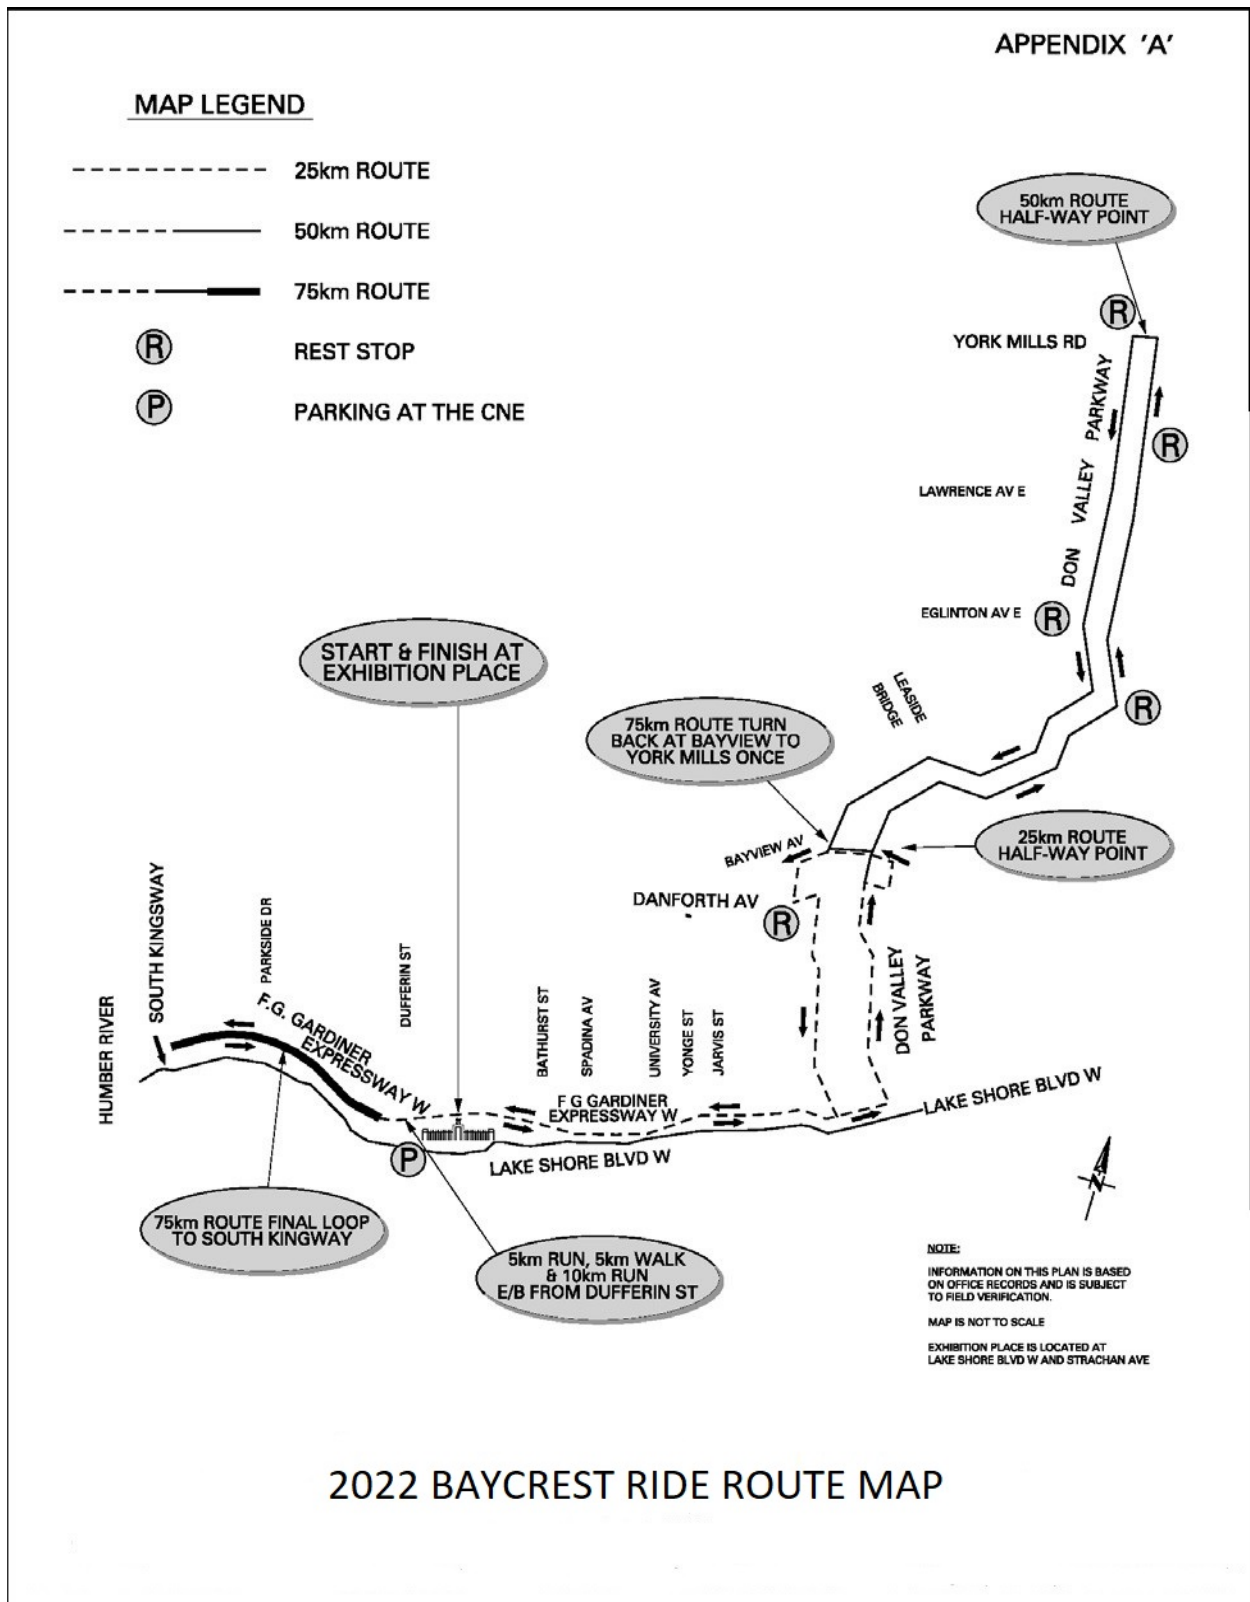 APPENDIX 'A'
MAP LEGEND
25km ROUTE
50km ROUTE
75km ROUTE
R
REST STOP
P
PARKING AT THE CNE
50km ROUTE
HALF-WAY POINT
R
YORK MILLS RD
DON VALLEY PARKWAY
R
LAWRENCE AV E
EGLINTON AV E
R
START & FINISH AT
EXHIBITION PLACE
LEASIDE
BRIDGE
R
75km ROUTE TURN
BACK AT BAYVIEW TO
YORK MILLS ONCE
25km ROUTE
HALF-WAY POINT
BAYVIEW AV
DANFORTH AV
R
HUMBER RIVER
SOUTH KINGSWAY
PARKSIDE DR
F.G. GARDINER
EXPRESSWAY W
DUFFERIN ST
BATHURST ST
SPADINA AV
UNIVERSITY AV
YONGE ST
JARVIS ST
DON VALLEY
PARKWAY
F G GARDINER
EXPRESSWAY W
LAKE SHORE BLVD W
P
LAKE SHORE BLVD W
N
75km ROUTE FINAL LOOP
TO SOUTH KINGWAY
5km RUN, 5km WALK
& 10km RUN
E/B FROM DUFFERIN ST
NOTE:
INFORMATION ON THIS PLAN IS BASED
ON OFFICE RECORDS AND IS SUBJECT
TO FIELD VERIFICATION.
MAP IS NOT TO SCALE
EXHIBITION PLACE IS LOCATED AT
LAKE SHORE BLVD W AND STRACHAN AVE
2022 BAYCREST RIDE ROUTE MAP